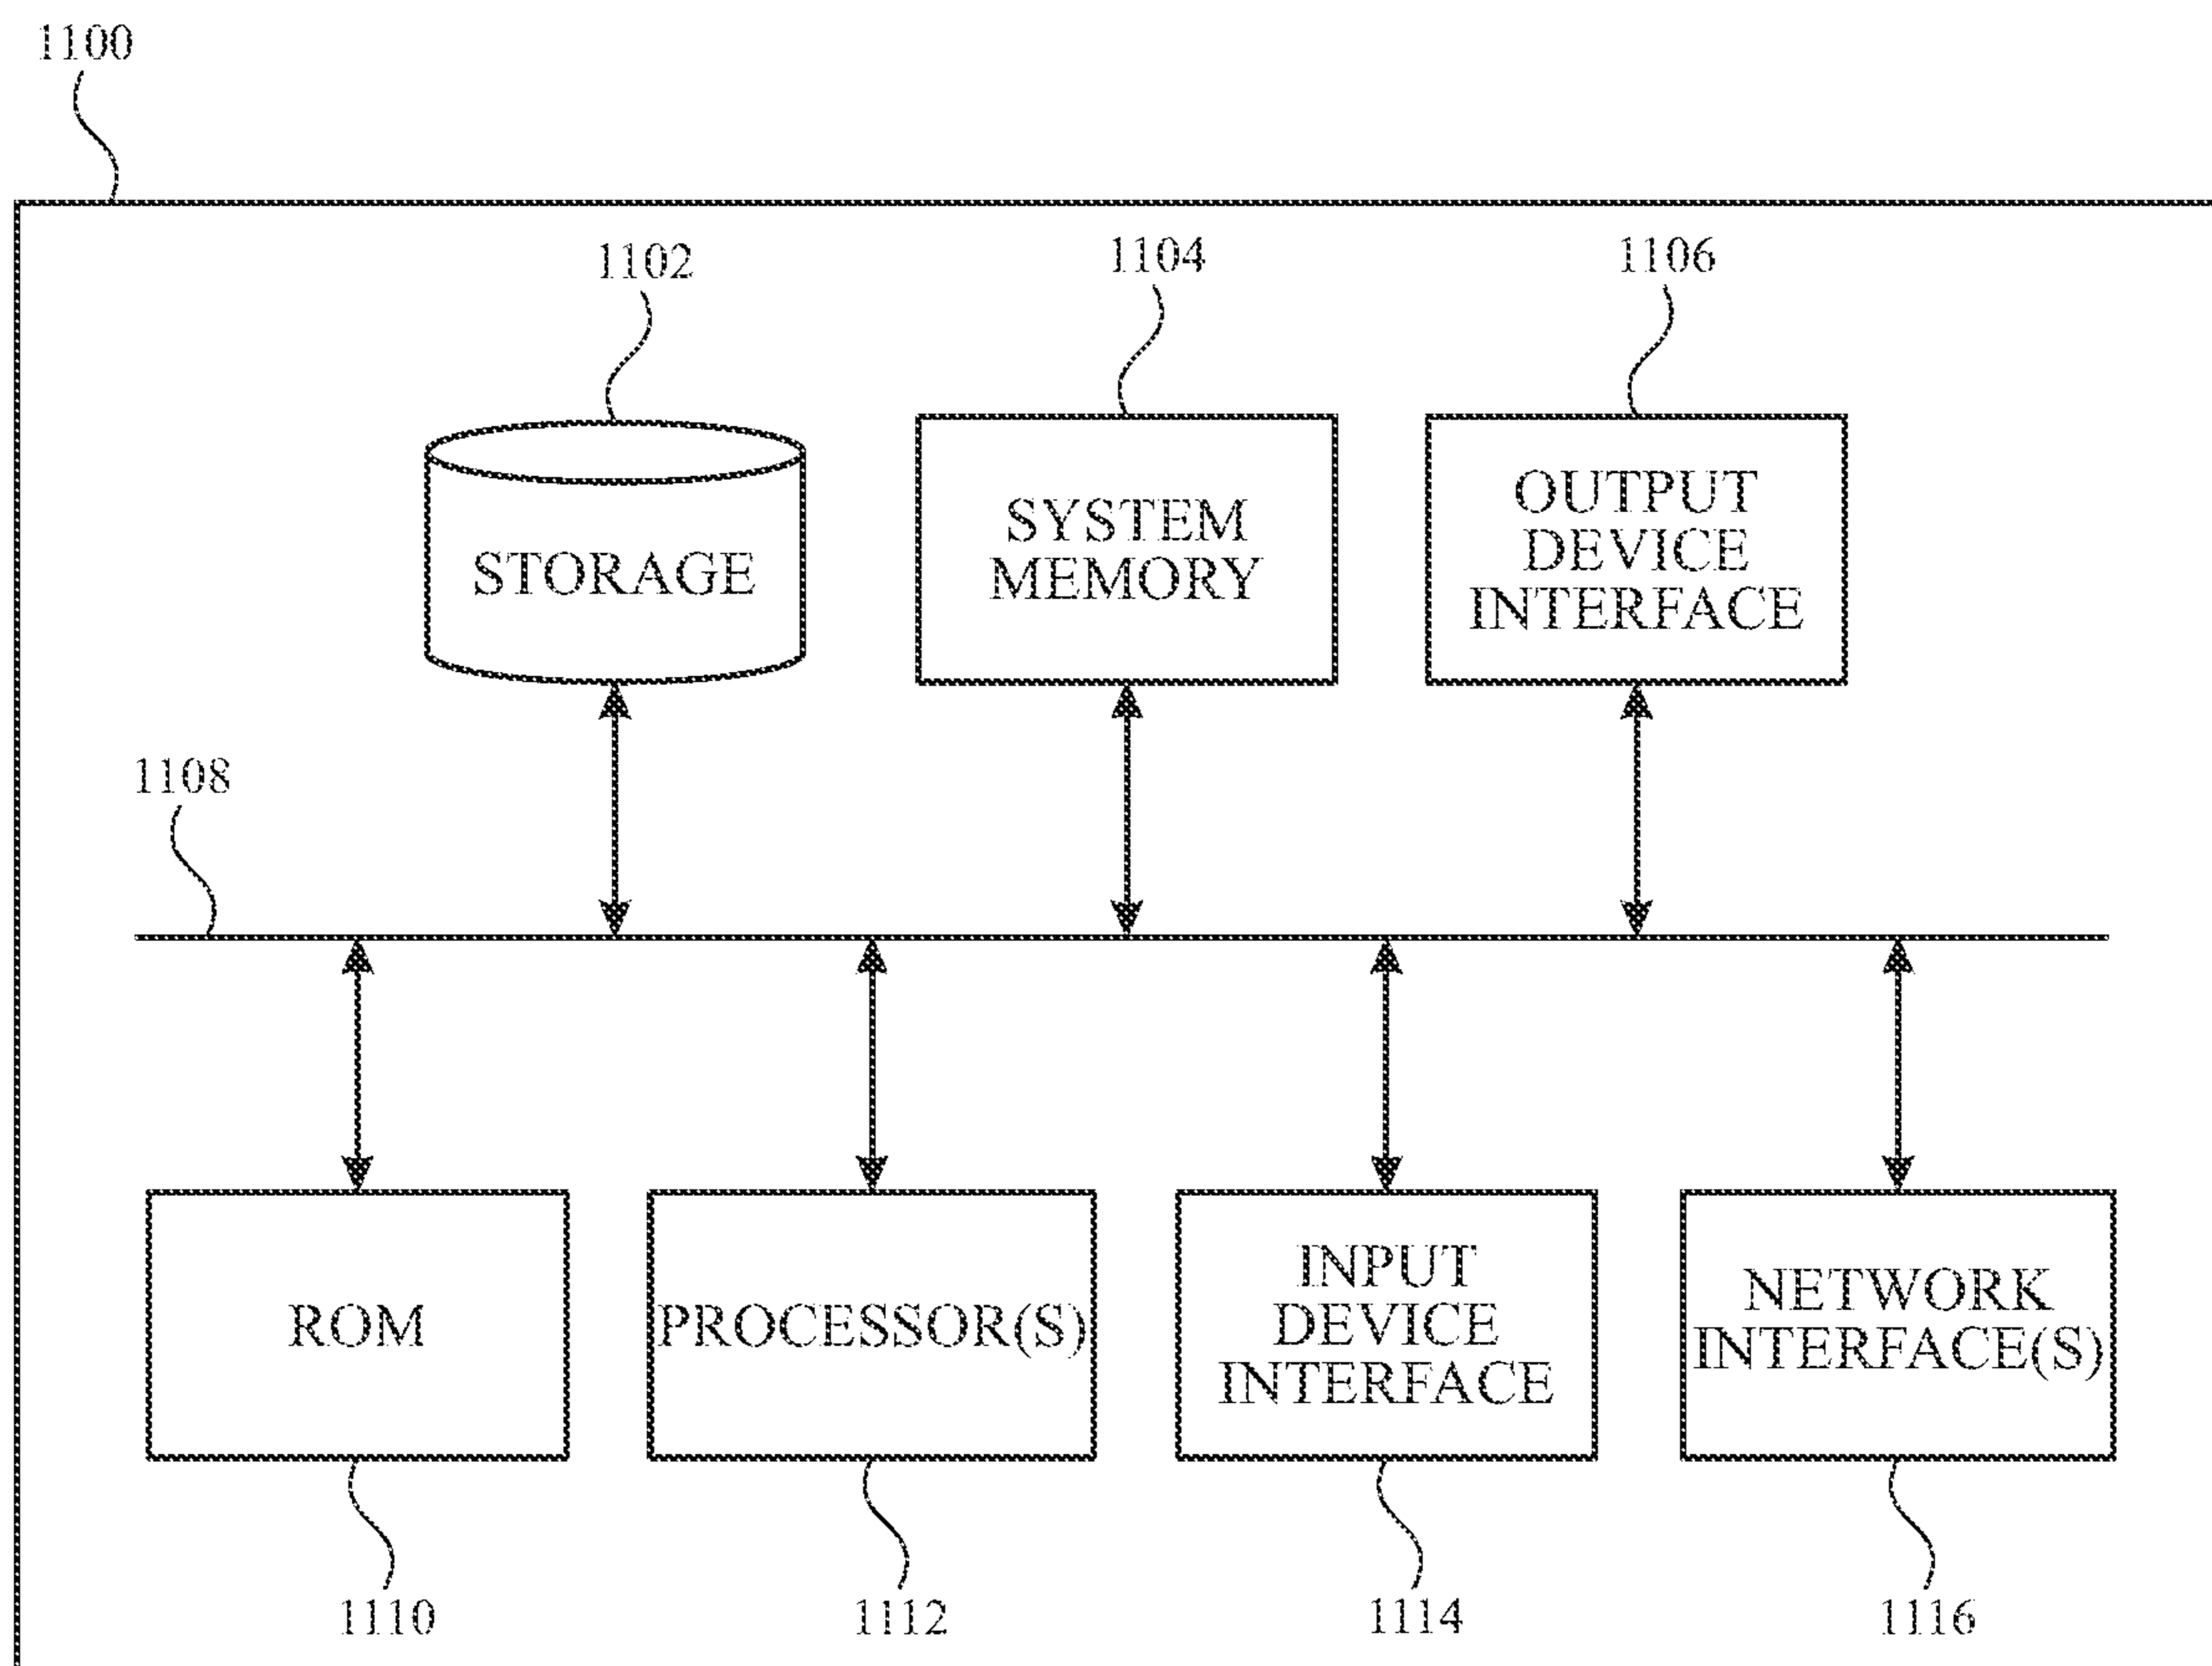 1100
1102
1104
1106
STORAGE
SYSTEM
MEMORY
OUTPUT
DEVICE
INTERFACE
1108
ROM
PROCESSOR(S)
INPUT
DEVICE
INTERFACE
NETWORK
INTERFACE(S)
1110
1112
1114
1116